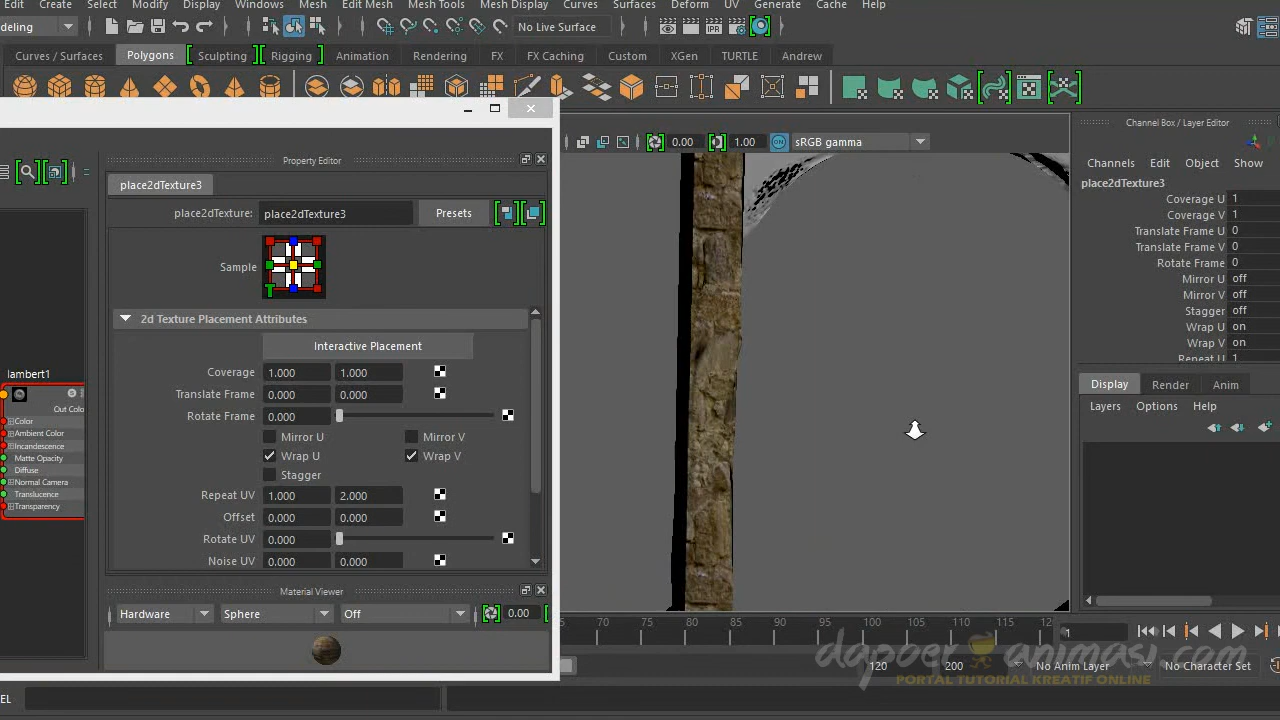 Edit Create Select Modify Display Windows Mesh Edit Mesh Mesh Tools Mesh Display Curves Surfaces Deform UV Generate Cache Help
deling No Live Surface
Curves / Surfaces Polygons Sculpting Rigging Animation Rendering FX FX Caching Custom XGen TURTLE Andrew
0.00 1.00 ON sRGB gamma
Channel Box / Layer Editor
Channels Edit Object Show
place2dTexture3
Coverage U 1
Coverage V 1
Translate Frame U 0
Translate Frame V 0
Rotate Frame 0
Mirror U off
Mirror V off
Stagger off
Wrap U on
Wrap V on
Repeat U 1
Display Render Anim
Layers Options Help
Property Editor
place2dTexture3
place2dTexture: place2dTexture3 Presets
Sample
2d Texture Placement Attributes
Interactive Placement
Coverage 1.000 1.000
Translate Frame 0.000 0.000
Rotate Frame 0.000
Mirror U Mirror V
Wrap U Wrap V
Stagger
Repeat UV 1.000 2.000
Offset 0.000 0.000
Rotate UV 0.000
Noise UV 0.000 0.000
lambert1
Out Colo
Color
Ambient Color
Incandescence
Matte Opacity
Diffuse
Normal Camera
Translucence
Transparency
Material Viewer
Hardware Sphere Off 0.00
75 80 85 90 95 100 105 110 115 12
1
120 200 No Anim Layer No Character Set
dapoer animasi.com
PORTAL TUTORIAL KREATIF ONLINE
EL